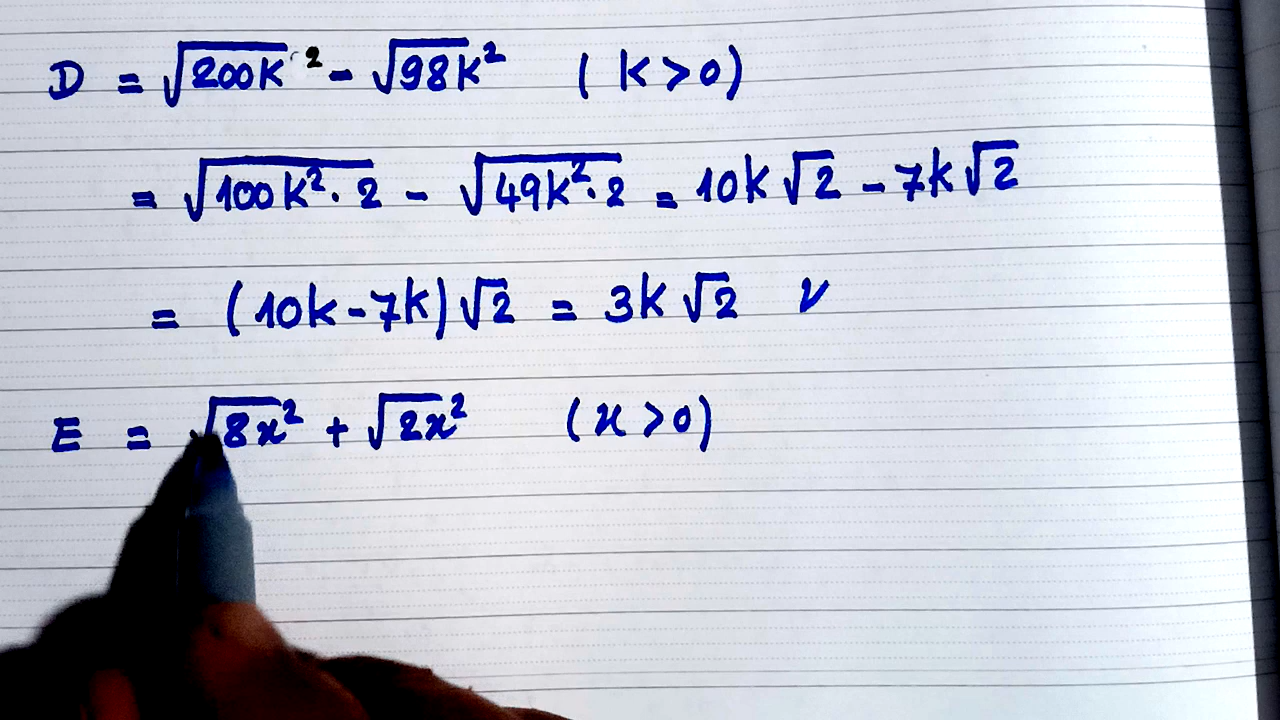 D = √200k² - √98k² (k>0)
= √100k²·2 - √49k²·2 = 10k√2 - 7k√2
= (10k-7k)√2 = 3k√2 ν
E = √8x² + √2x² (x>0)